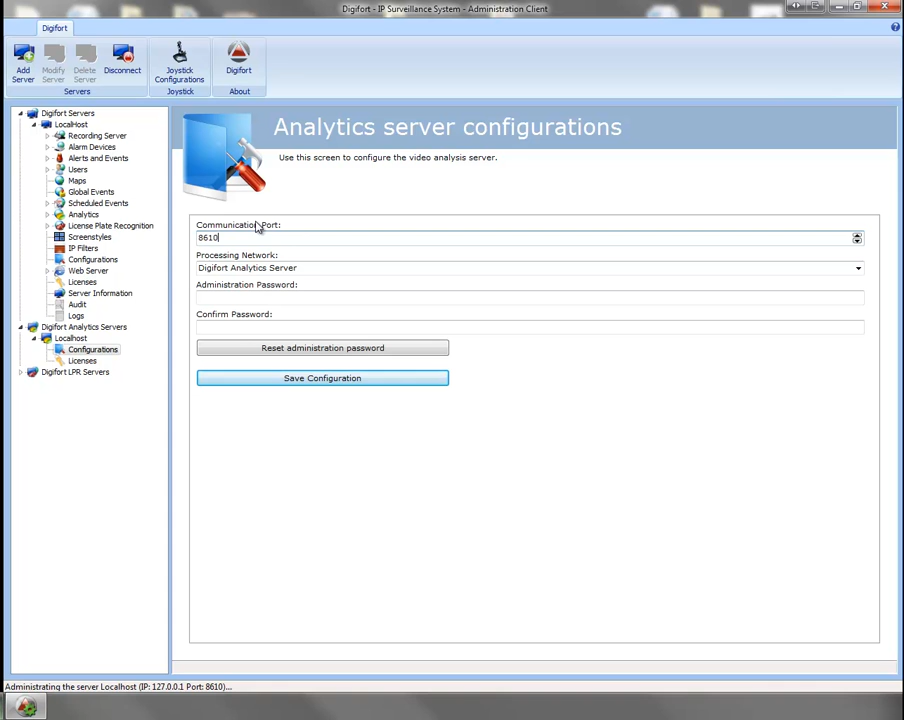 Digifort - IP Surveillance System - Administration Client
Digifort
Add Server
Modify Server
Delete Server
Disconnect
Joystick Configurations
Digifort
Servers
Joystick
About
Digifort Servers
LocalHost
Recording Server
Alarm Devices
Alerts and Events
Users
Maps
Global Events
Scheduled Events
Analytics
License Plate Recognition
Screenstyles
IP Filters
Configurations
Web Server
Licenses
Server Information
Audit
Logs
Digifort Analytics Servers
Localhost
Configurations
Licenses
Digifort LPR Servers
Analytics server configurations
Use this screen to configure the video analysis server.
Communication Port:
8610
Processing Network:
Digifort Analytics Server
Administration Password:
Confirm Password:
Reset administration password
Save Configuration
Administrating the server Localhost (IP: 127.0.0.1 Port: 8610)...